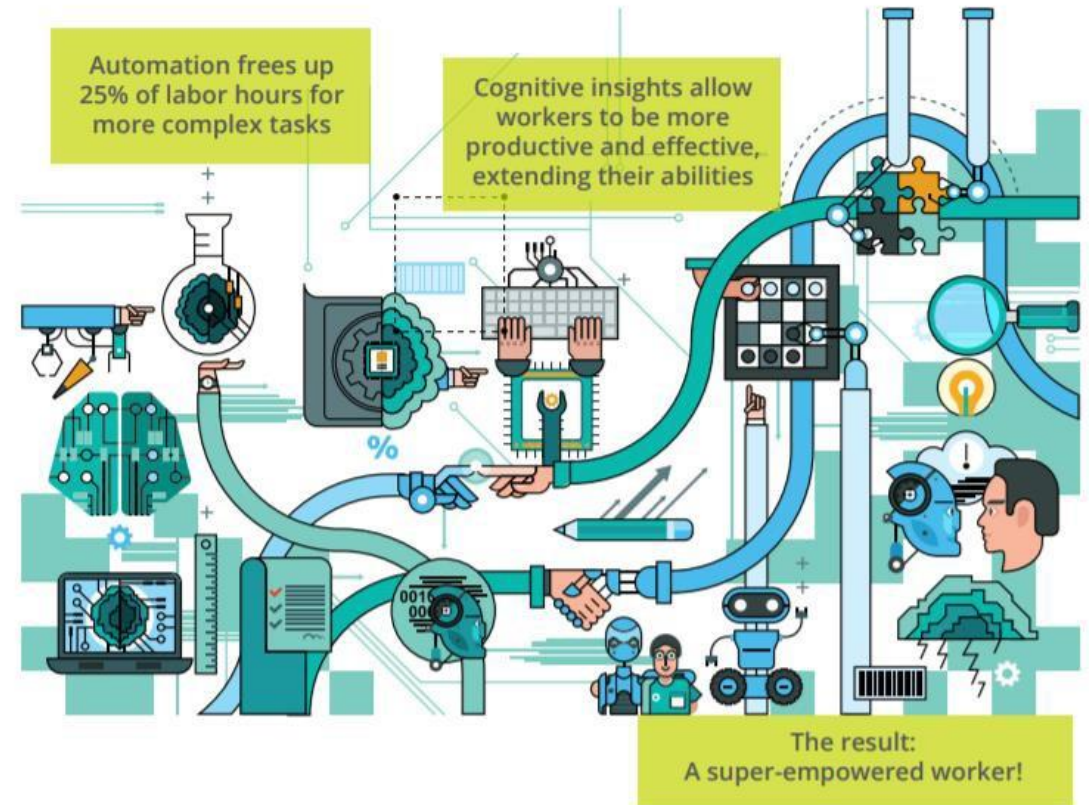 Automation frees up
25% of labor hours for
more complex tasks
Cognitive insights allow
workers to be more
productive and effective,
extending their abilities
%
The result:
A super-empowered worker!